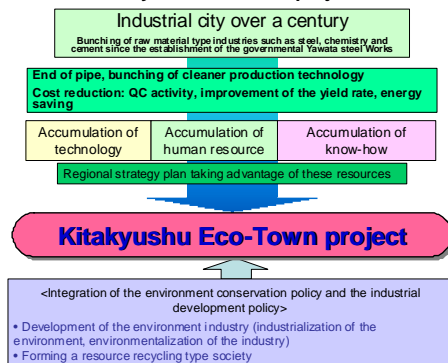 Industrial city over a century
Bunching of raw material type industries such as steel, chemistry and
cement since the establishment of the governmental Yawata steel Works
End of pipe, bunching of cleaner production technology
Cost reduction: QC activity, improvement of the yield rate, energy
saving
Accumulation of
technology
Accumulation of
human resource
Accumulation of
know-how
Regional strategy plan taking advantage of these resources
Kitakyushu Eco-Town project
<Integration of the environment conservation policy and the industrial
development policy>
• Development of the environment industry (industrialization of the
environment, environmentalization of the industry)
• Forming a resource recycling type society